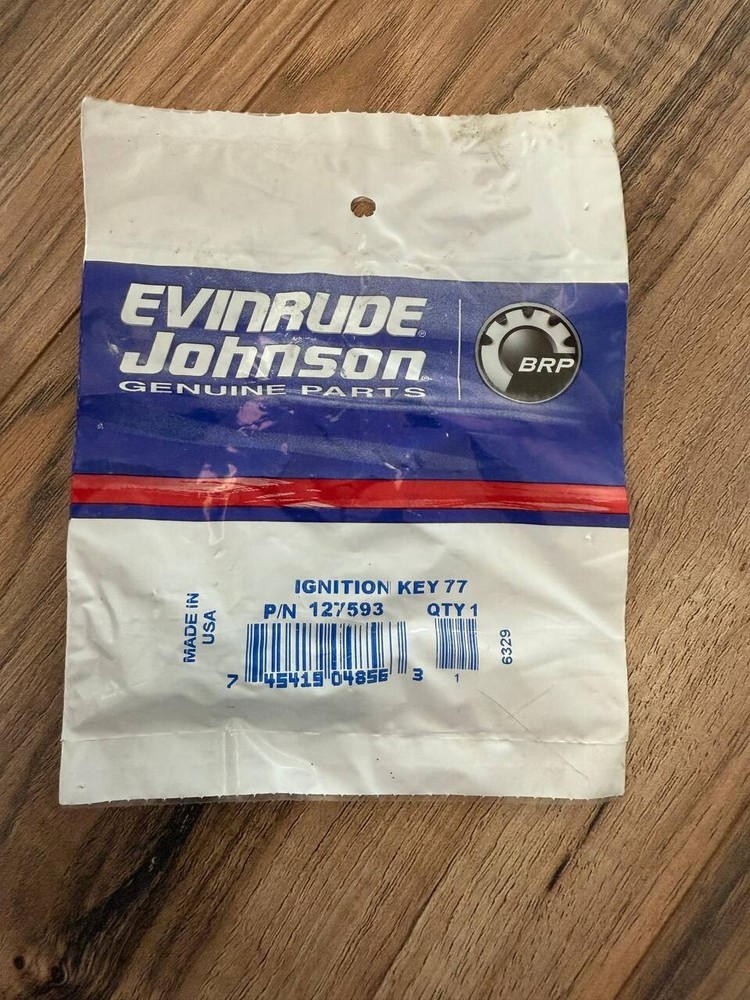 EVINRUDE®
Johnson®
GENUINE PARTS
BRP
IGNITION KEY 77
P/N 127593 QTY 1
MADE IN
USA
7 45419 04856 3
1
6329